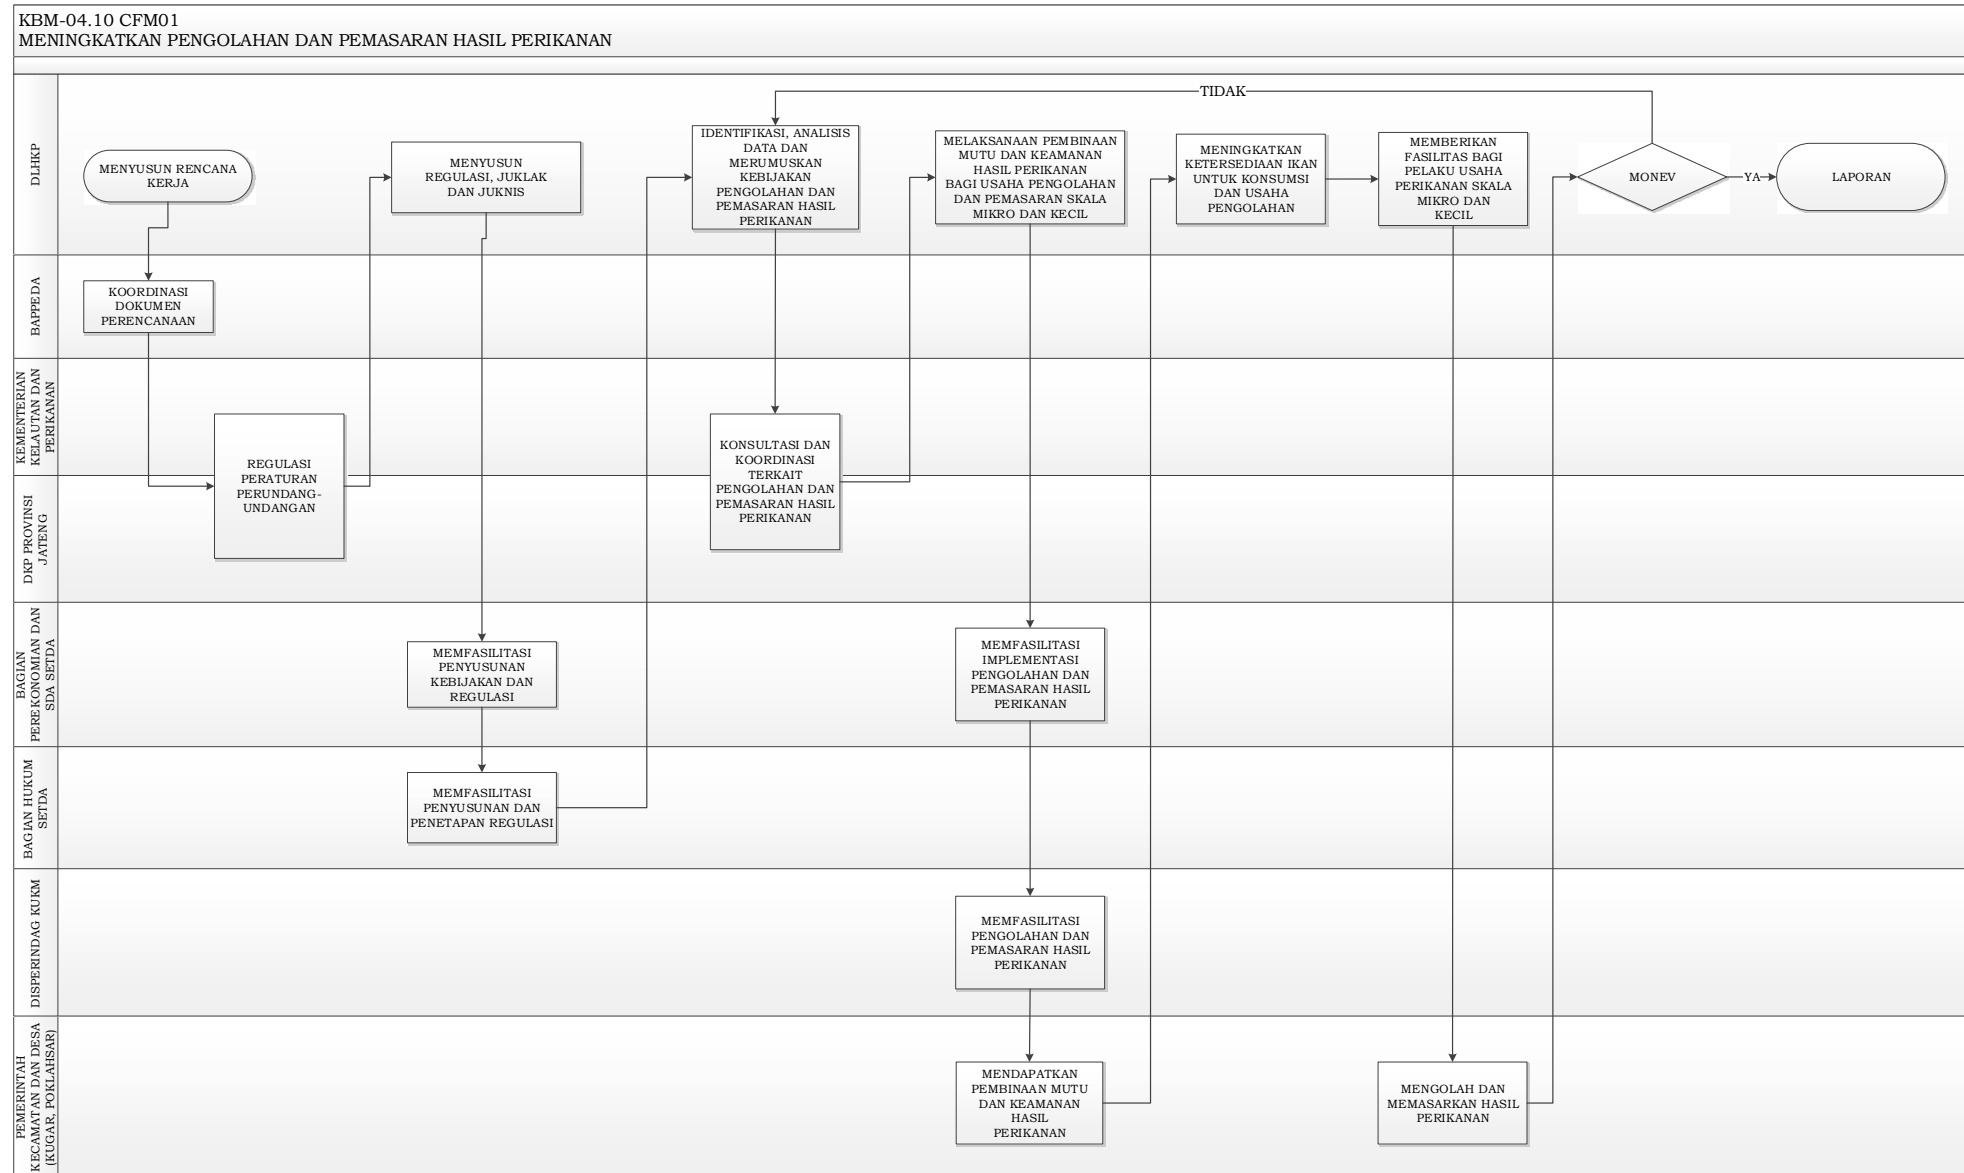 KBM-04.10 CFM01
MENINGKATKAN PENGOLAHAN DAN PEMASARAN HASIL PERIKANAN
DLHKP
MENYUSUN RENCANA
KERJA
MENYUSUN
REGULASI, JUKLAK
DAN JUKNIS
IDENTIFIKASI, ANALISIS
DATA DAN
MERUMUSKAN
KEBIJAKAN
PENGOLAHAN DAN
PEMASARAN HASIL
PERIKANAN
MELAKSANAAN PEMBINAAN
MUTU DAN KEAMANAN
HASIL PERIKANAN
BAGI USAHA PENGOLAHAN
DAN PEMASARAN SKALA
MIKRO DAN KECIL
MENINGKATKAN
KETERSEDIAAN IKAN
UNTUK KONSUMSI
DAN USAHA
PENGOLAHAN
MEMBERIKAN
FASILITAS BAGI
PELAKU USAHA
PERIKANAN SKALA
MIKRO DAN
KECIL
TIDAK
MONEV
YA
LAPORAN
BAPPEDA
KOORDINASI
DOKUMEN
PERENCANAAN
KEMENTERIAN
KELAUTAN DAN
PERIKANAN
REGULASI
PERATURAN
PERUNDANG-
UNDANGAN
KONSULTASI DAN
KOORDINASI
TERKAIT
PENGOLAHAN DAN
PEMASARAN HASIL
PERIKANAN
DKP PROVINSI
JATENG
BAGIAN
PEREKONOMIAN DAN
SDA SETDA
MEMFASILITASI
PENYUSUNAN
KEBIJAKAN DAN
REGULASI
MEMFASILITASI
IMPLEMENTASI
PENGOLAHAN DAN
PEMASARAN HASIL
PERIKANAN
BAGIAN HUKUM
SETDA
MEMFASILITASI
PENYUSUNAN DAN
PENETAPAN REGULASI
DISPERINDAG KUKM
MEMFASILITASI
PENGOLAHAN DAN
PEMASARAN HASIL
PERIKANAN
PEMERINTAH
KECAMATAN DAN DESA
(KUGAR, POKLAHSAR)
MENDAPATKAN
PEMBINAAN MUTU
DAN KEAMANAN
HASIL
PERIKANAN
MENGOLAH DAN
MEMASARKAN HASIL
PERIKANAN